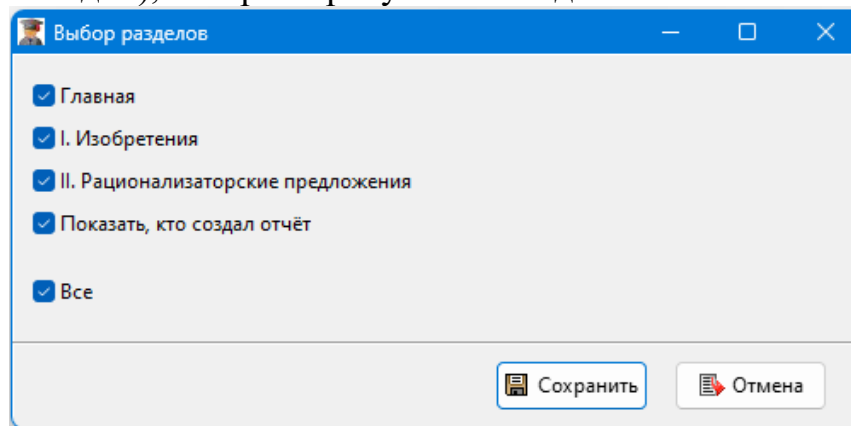 Выбор разделов
Главная
I. Изобретения
II. Рационализаторские предложения
Показать, кто создал отчёт
Все
Сохранить
Отмена